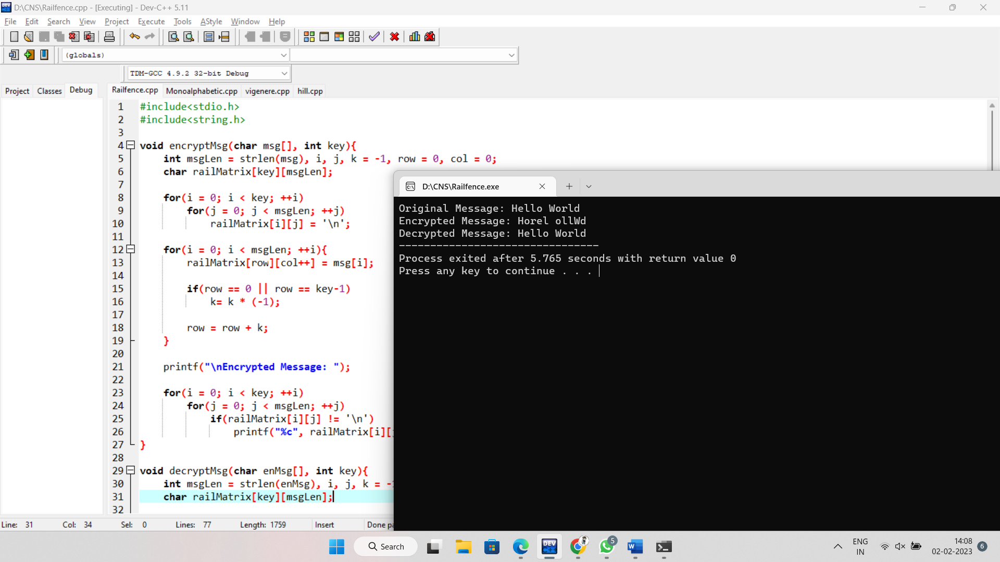 D:\CNS\Railfence.cpp - [Executing] - Dev-C++ 5.11
File Edit Search View Project Execute Tools AStyle Window Help
(globals)
TDM-GCC 4.9.2 32-bit Debug
Project Classes Debug
Railfence.cpp Monoalphabetic.cpp vigenere.cpp hill.cpp
1 #include<stdio.h>
2 #include<string.h>
3
4 void encryptMsg(char msg[], int key){
5 int msgLen = strlen(msg), i, j, k = -1, row = 0, col = 0;
6 char railMatrix[key][msgLen];
7
8 for(i = 0; i < key; ++i)
9 for(j = 0; j < msgLen; ++j)
10 railMatrix[i][j] = '\n';
11
12 for(i = 0; i < msgLen; ++i){
13 railMatrix[row][col++] = msg[i];
14
15 if(row == 0 || row == key-1)
16 k= k * (-1);
17
18 row = row + k;
19 }
20
21 printf("\nEncrypted Message: ");
22
23 for(i = 0; i < key; ++i)
24 for(j = 0; j < msgLen; ++j)
25 if(railMatrix[i][j] != '\n')
26 printf("%c", railMatrix[i][
27 }
28
29 void decryptMsg(char enMsg[], int key){
30 int msgLen = strlen(enMsg), i, j, k = -
31 char railMatrix[key][msgLen];
32
Line: 31 Col: 34 Sel: 0 Lines: 77 Length: 1759 Insert Done
D:\CNS\Railfence.exe
Original Message: Hello World
Encrypted Message: Horel ollWd
Decrypted Message: Hello World
--------------------------------
Process exited after 5.765 seconds with return value 0
Press any key to continue . . .
Search
DEV
C++
5
ENG
IN
14:08
02-02-2023
6